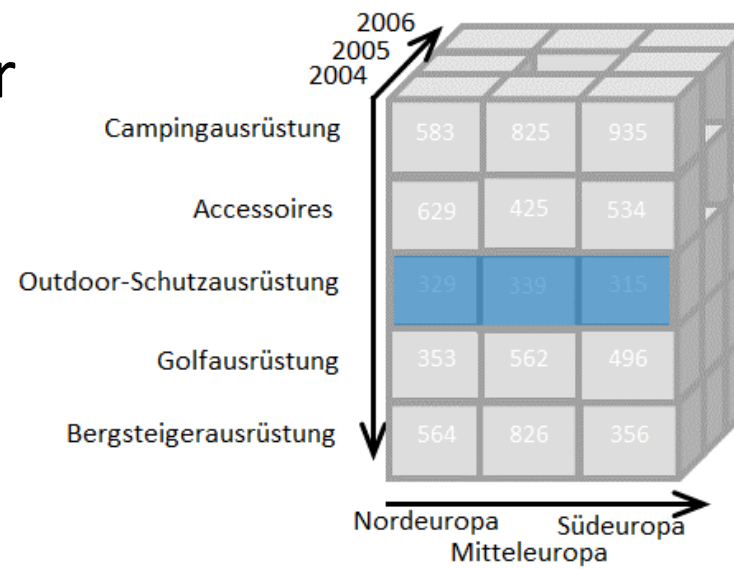 r
2006
2005
2004
Campingausrüstung 583 825 935
Accessoires 629 425 534
Outdoor-Schutzausrüstung 329 339 315
Golfausrüstung 353 562 496
Bergsteigerausrüstung 564 826 356
Nordeuropa Südeuropa
Mitteleuropa